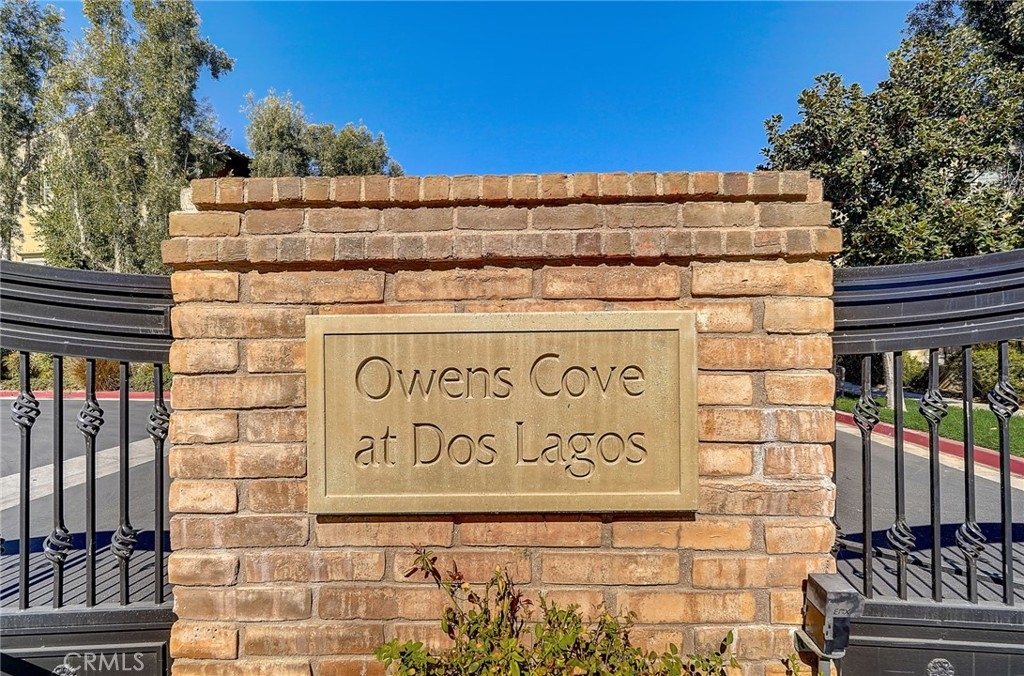 Owens Cove
at Dos Lagos
CRMLS